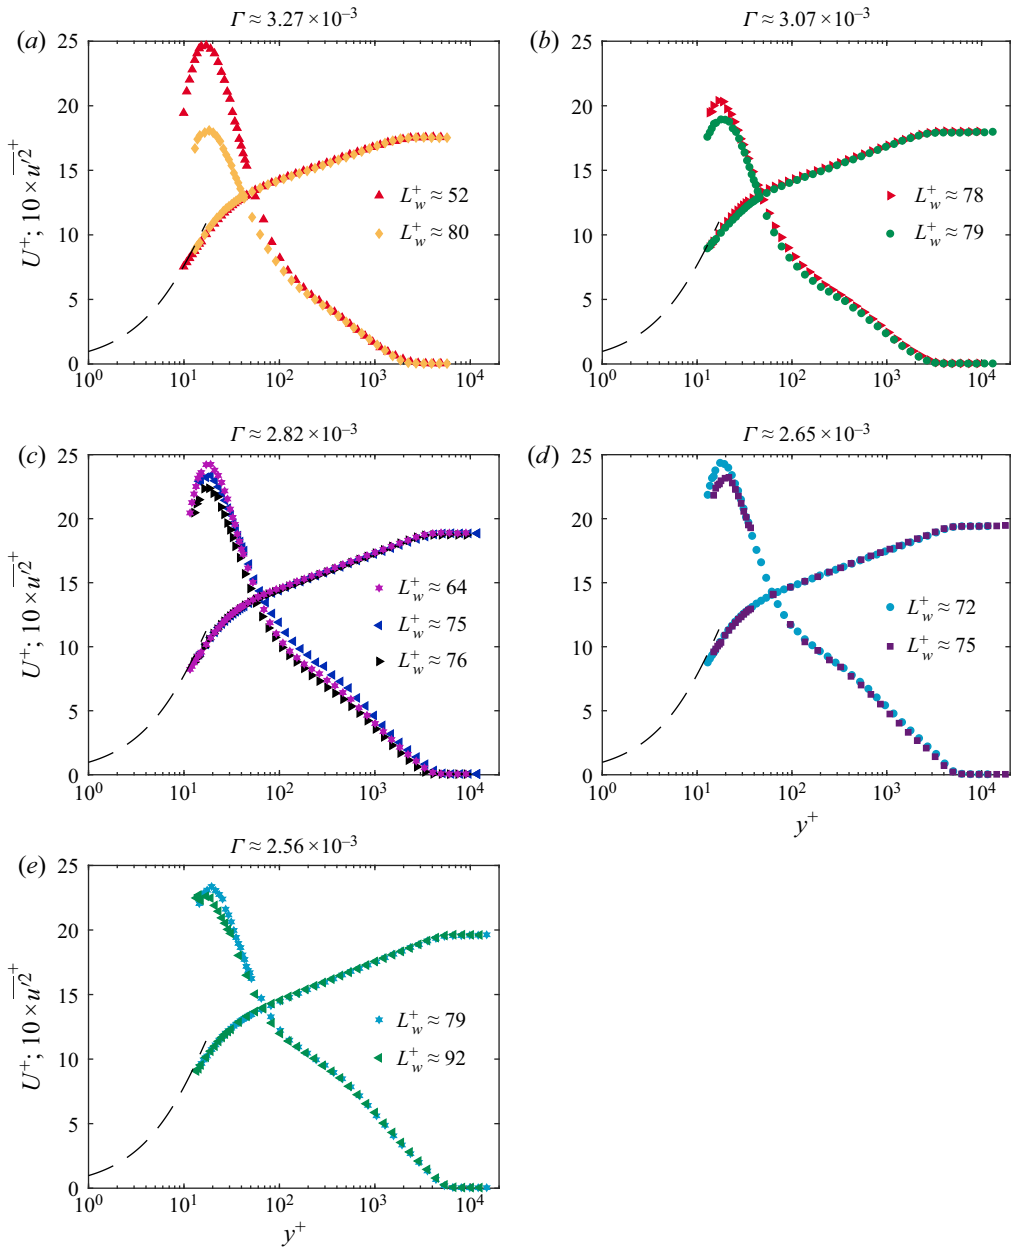 Γ ≈ 3.27 × 10⁻³
(a)
25
20
15
10
5
0
U⁺; 10 × u′²⁺
L_w⁺ ≈ 52
L_w⁺ ≈ 80
10⁰ 10¹ 10² 10³ 10⁴
Γ ≈ 3.07 × 10⁻³
(b)
25
20
15
10
5
0
L_w⁺ ≈ 78
L_w⁺ ≈ 79
10⁰ 10¹ 10² 10³ 10⁴
Γ ≈ 2.82 × 10⁻³
(c)
25
20
15
10
5
0
U⁺; 10 × u′²⁺
L_w⁺ ≈ 64
L_w⁺ ≈ 75
L_w⁺ ≈ 76
10⁰ 10¹ 10² 10³ 10⁴
Γ ≈ 2.65 × 10⁻³
(d)
25
20
15
10
5
0
L_w⁺ ≈ 72
L_w⁺ ≈ 75
10⁰ 10¹ 10² 10³ 10⁴
y⁺
Γ ≈ 2.56 × 10⁻³
(e)
25
20
15
10
5
0
U⁺; 10 × u′²⁺
L_w⁺ ≈ 79
L_w⁺ ≈ 92
10⁰ 10¹ 10² 10³ 10⁴
y⁺